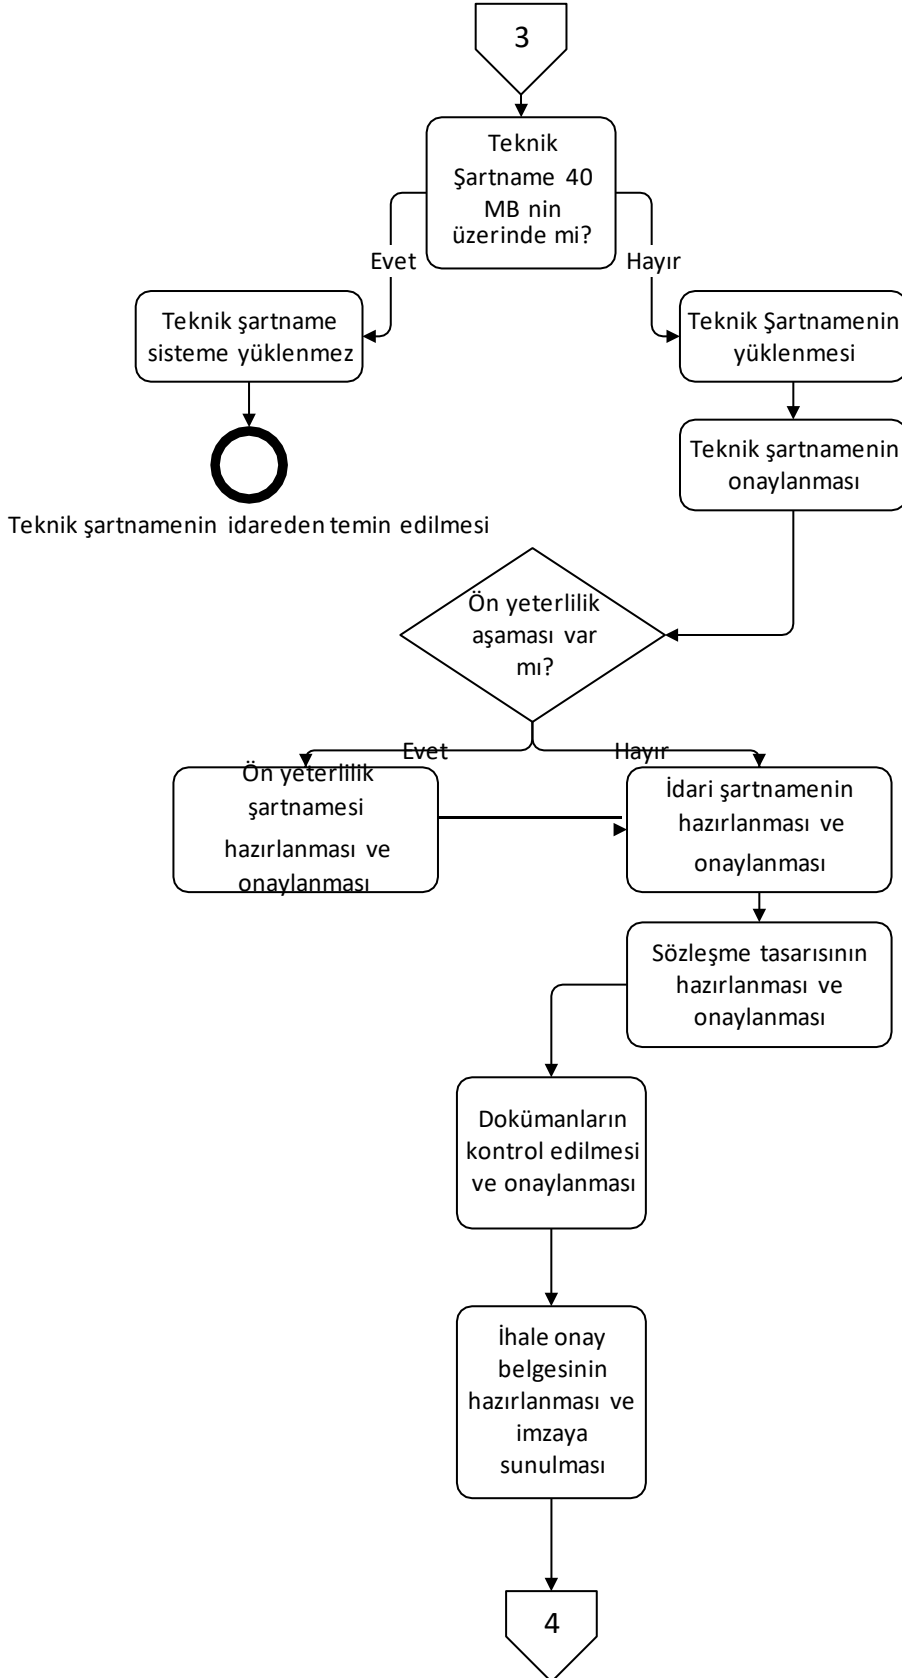 3
Teknik
Şartname 40
MB nin
üzerinde mi?
Evet
Hayır
Teknik şartname
sisteme yüklenmez
Teknik Şartnamenin
yüklenmesi
Teknik şartnamenin
onaylanması
Teknik şartnamenin idareden temin edilmesi
Ön yeterlilik
aşaması var
mı?
Evet
Hayır
Ön yeterlilik
şartnamesi
hazırlanması ve
onaylanması
İdari şartnamenin
hazırlanması ve
onaylanması
Sözleşme tasarısının
hazırlanması ve
onaylanması
Dokümanların
kontrol edilmesi
ve onaylanması
İhale onay
belgesinin
hazırlanması ve
imzaya
sunulması
4